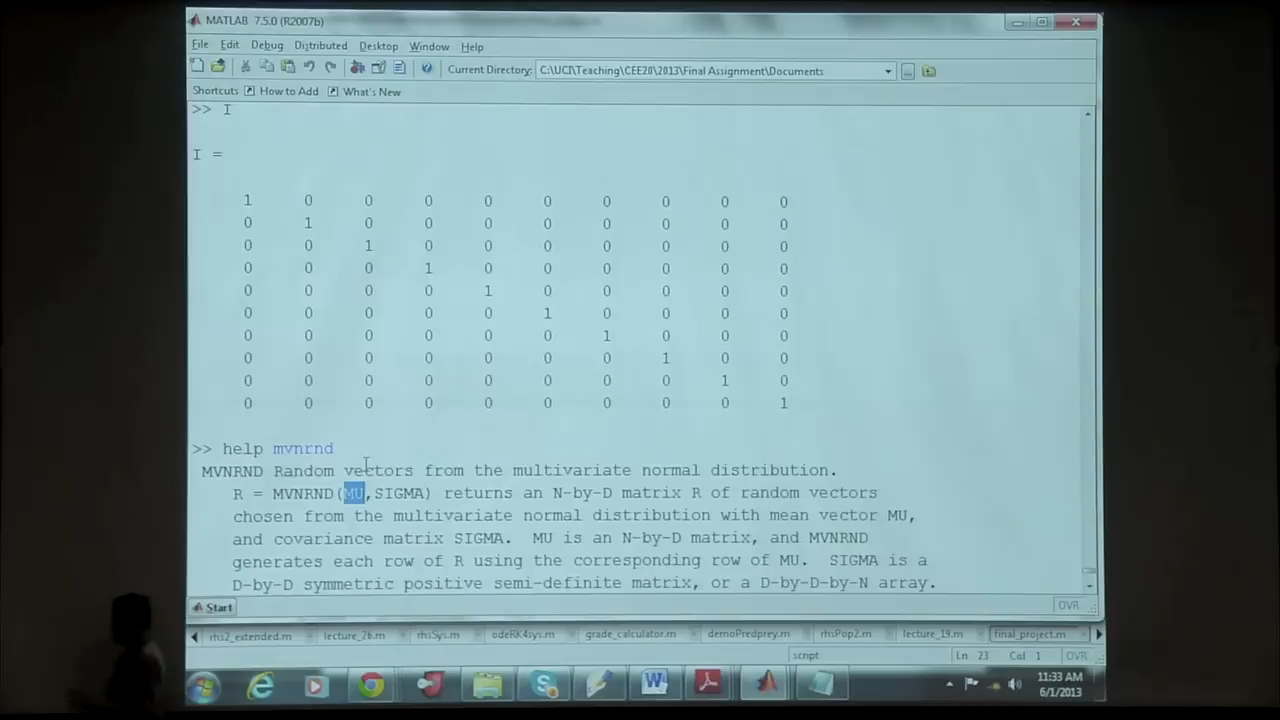 MATLAB 7.5.0 (R2007b)
File Edit Debug Distributed Desktop Window Help
Current Directory: C:\UCI\Teaching\CEE20\2013\Final Assignment\Documents
Shortcuts How to Add What's New
>> I
I =
1 0 0 0 0 0 0 0 0 0
0 1 0 0 0 0 0 0 0 0
0 0 1 0 0 0 0 0 0 0
0 0 0 1 0 0 0 0 0 0
0 0 0 0 1 0 0 0 0 0
0 0 0 0 0 1 0 0 0 0
0 0 0 0 0 0 1 0 0 0
0 0 0 0 0 0 0 1 0 0
0 0 0 0 0 0 0 0 1 0
0 0 0 0 0 0 0 0 0 1
>> help mvnrnd
MVNRND Random vectors from the multivariate normal distribution.
R = MVNRND(MU,SIGMA) returns an N-by-D matrix R of random vectors
chosen from the multivariate normal distribution with mean vector MU,
and covariance matrix SIGMA. MU is an N-by-D matrix, and MVNRND
generates each row of R using the corresponding row of MU. SIGMA is a
D-by-D symmetric positive semi-definite matrix, or a D-by-D-by-N array.
Start OVR
rhs2_extended.m lecture_26.m rhsSys.m odeRK4sys.m grade_calculator.m demoPredprey.m rhsPop2.m lecture_19.m final_project.m
script Ln 23 Col 1 OVR
11:33 AM
6/1/2013